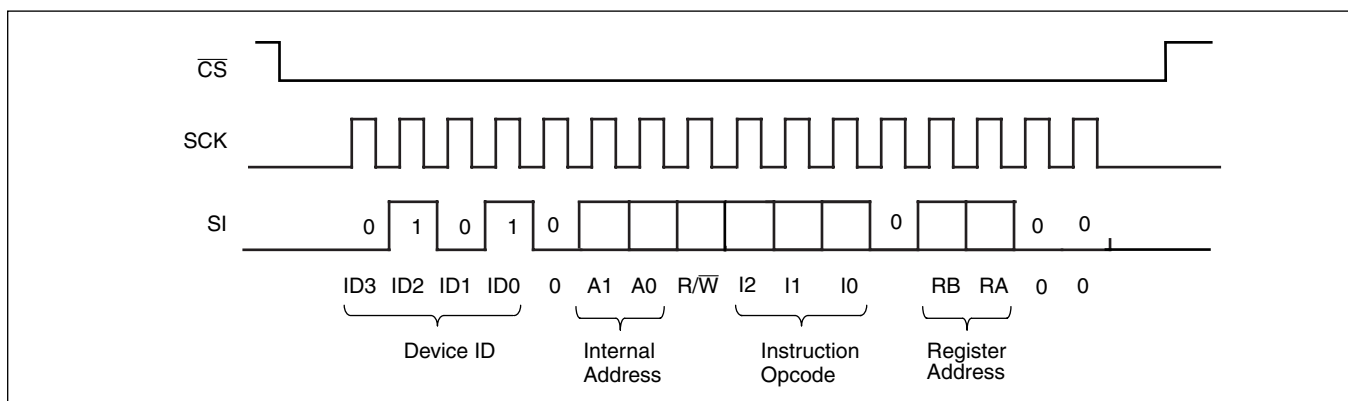 C̅S̅
SCK
SI 0 1 0 1 0 0 0 0
ID3 ID2 ID1 ID0 0 A1 A0 R/W̅ I2 I1 I0 RB RA 0 0
Device ID Internal Address Instruction Opcode Register Address